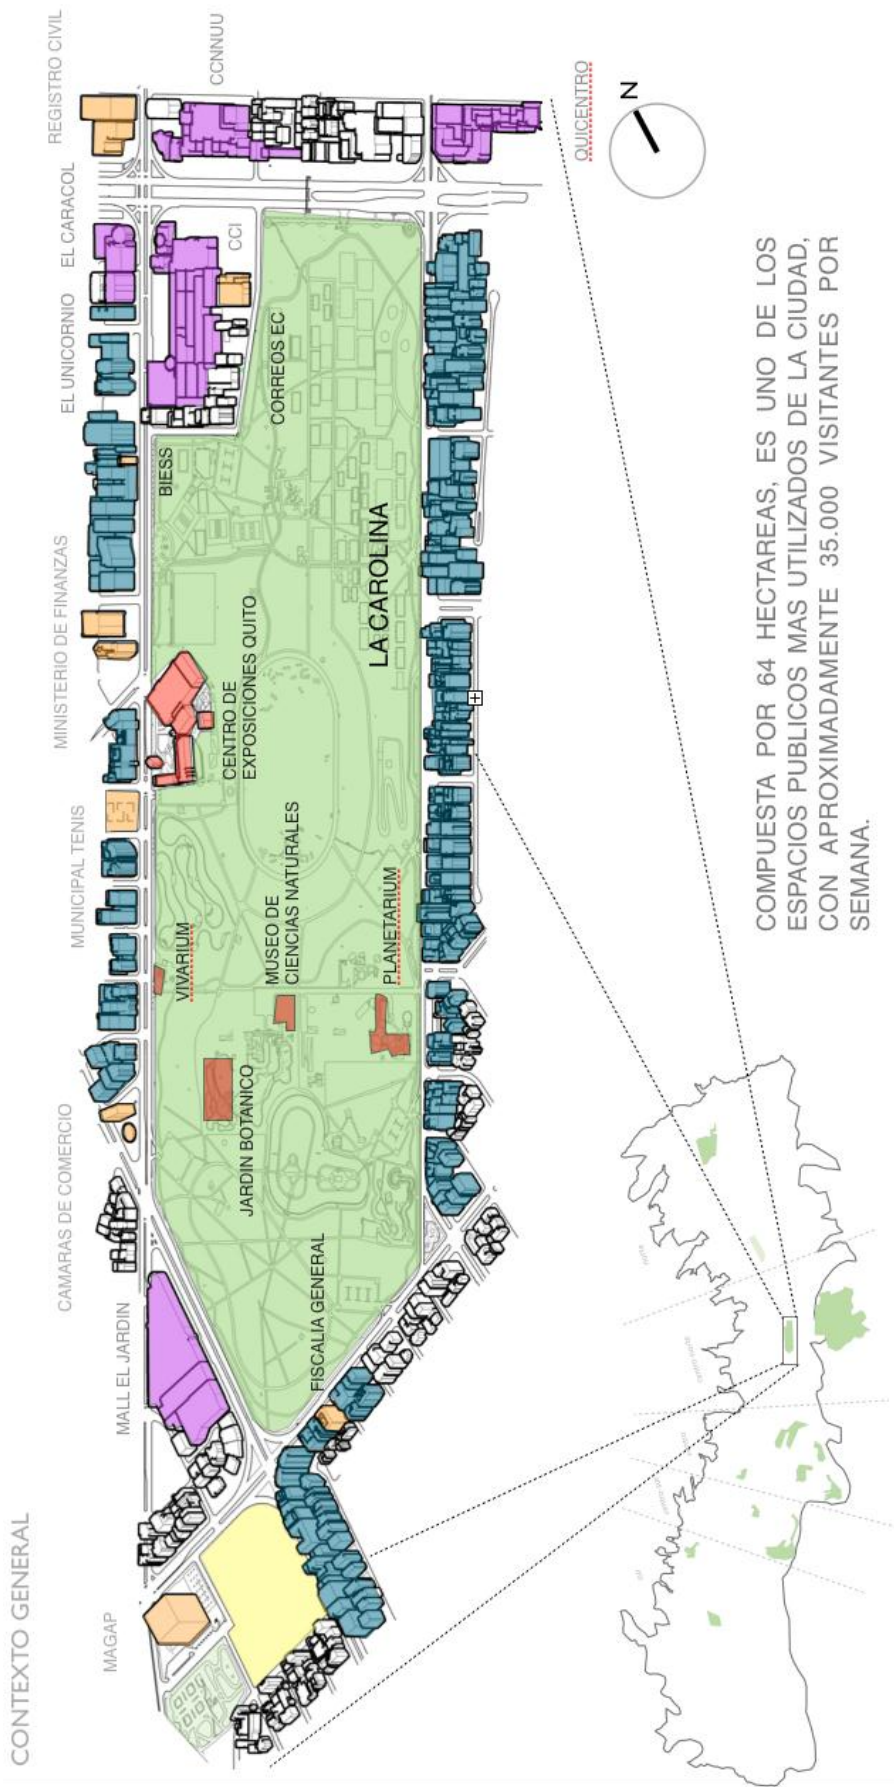 CONTEXTO GENERAL
MAGAP
MALL EL JARDIN
CAMARAS DE COMERCIO
MUNICIPAL TENIS
MINISTERIO DE FINANZAS
EL UNICORNIO
EL CARACOL
REGISTRO CIVIL
CCNNUU
CCI
BIESS
CORREOS EC
VIVARIUM
CENTRO DE
EXPOSICIONES QUITO
JARDIN BOTANICO
MUSEO DE
CIENCIAS NATURALES
FISCALIA GENERAL
PLANETARIUM
LA CAROLINA
QUICENTRO
N
COMPUESTA POR 64 HECTAREAS, ES UNO DE LOS
ESPACIOS PUBLICOS MAS UTILIZADOS DE LA CIUDAD,
CON APROXIMADAMENTE 35.000 VISITANTES POR
SEMANA.